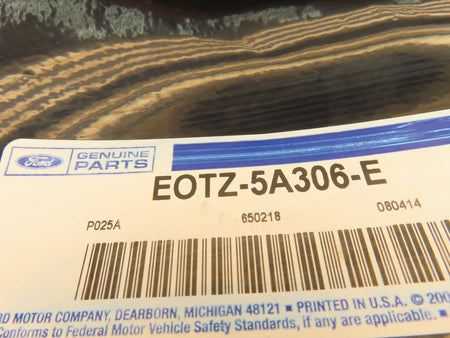 Ford GENUINE PARTS
EOTZ-5A306-E
P025A 650218 080414
RD MOTOR COMPANY, DEARBORN, MICHIGAN 48121 ■ PRINTED IN U.S.A. © 200
Conforms to Federal Motor Vehicle Safety Standards, if any are applicable.